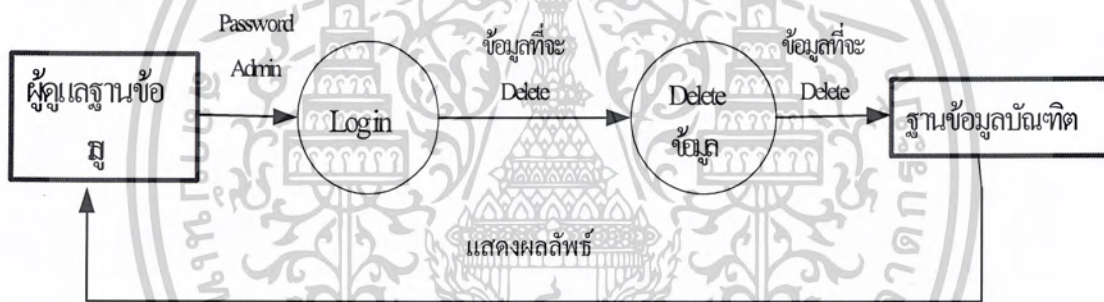 Password
Admin
ผู้ดูแลฐานข้อ
มู
Login
ข้อมูลที่จะ
Delete
Delete
ข้อมูล
ข้อมูลที่จะ
Delete
ฐานข้อมูลบัณฑิต
แสดงผลลัพธ์